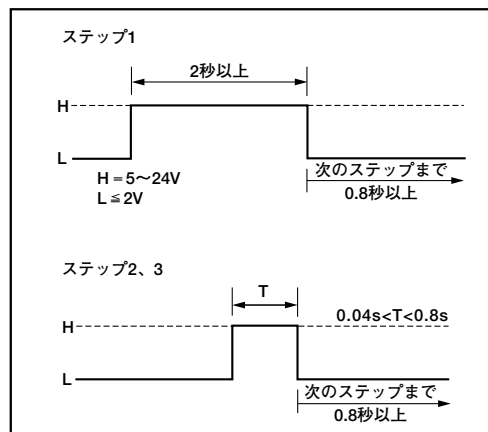 ステップ1
2秒以上
H
L
H=5〜24V
L≦2V
次のステップまで
0.8秒以上
ステップ2、3
T
H
0.04s<T<0.8s
L
次のステップまで
0.8秒以上